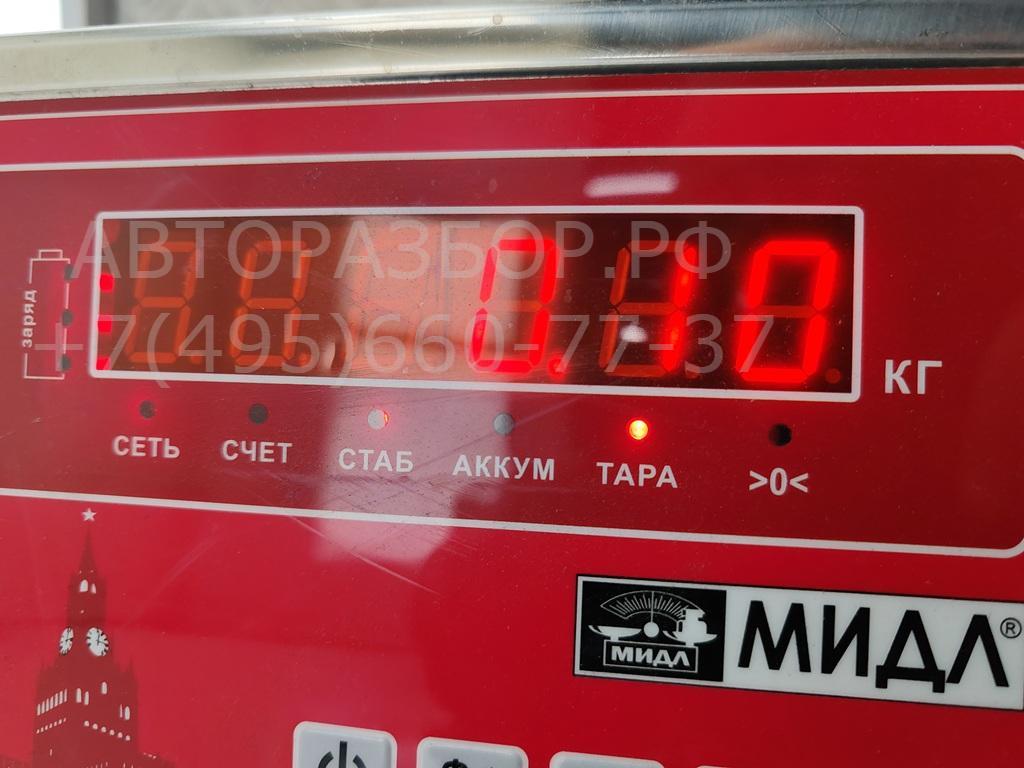 АВТОРАЗБОР.РФ
+7(495)660-77-37
заряд
0.10
КГ
СЕТЬ СЧЕТ СТАБ АККУМ ТАРА >0<
МИДЛ
МИДЛ®